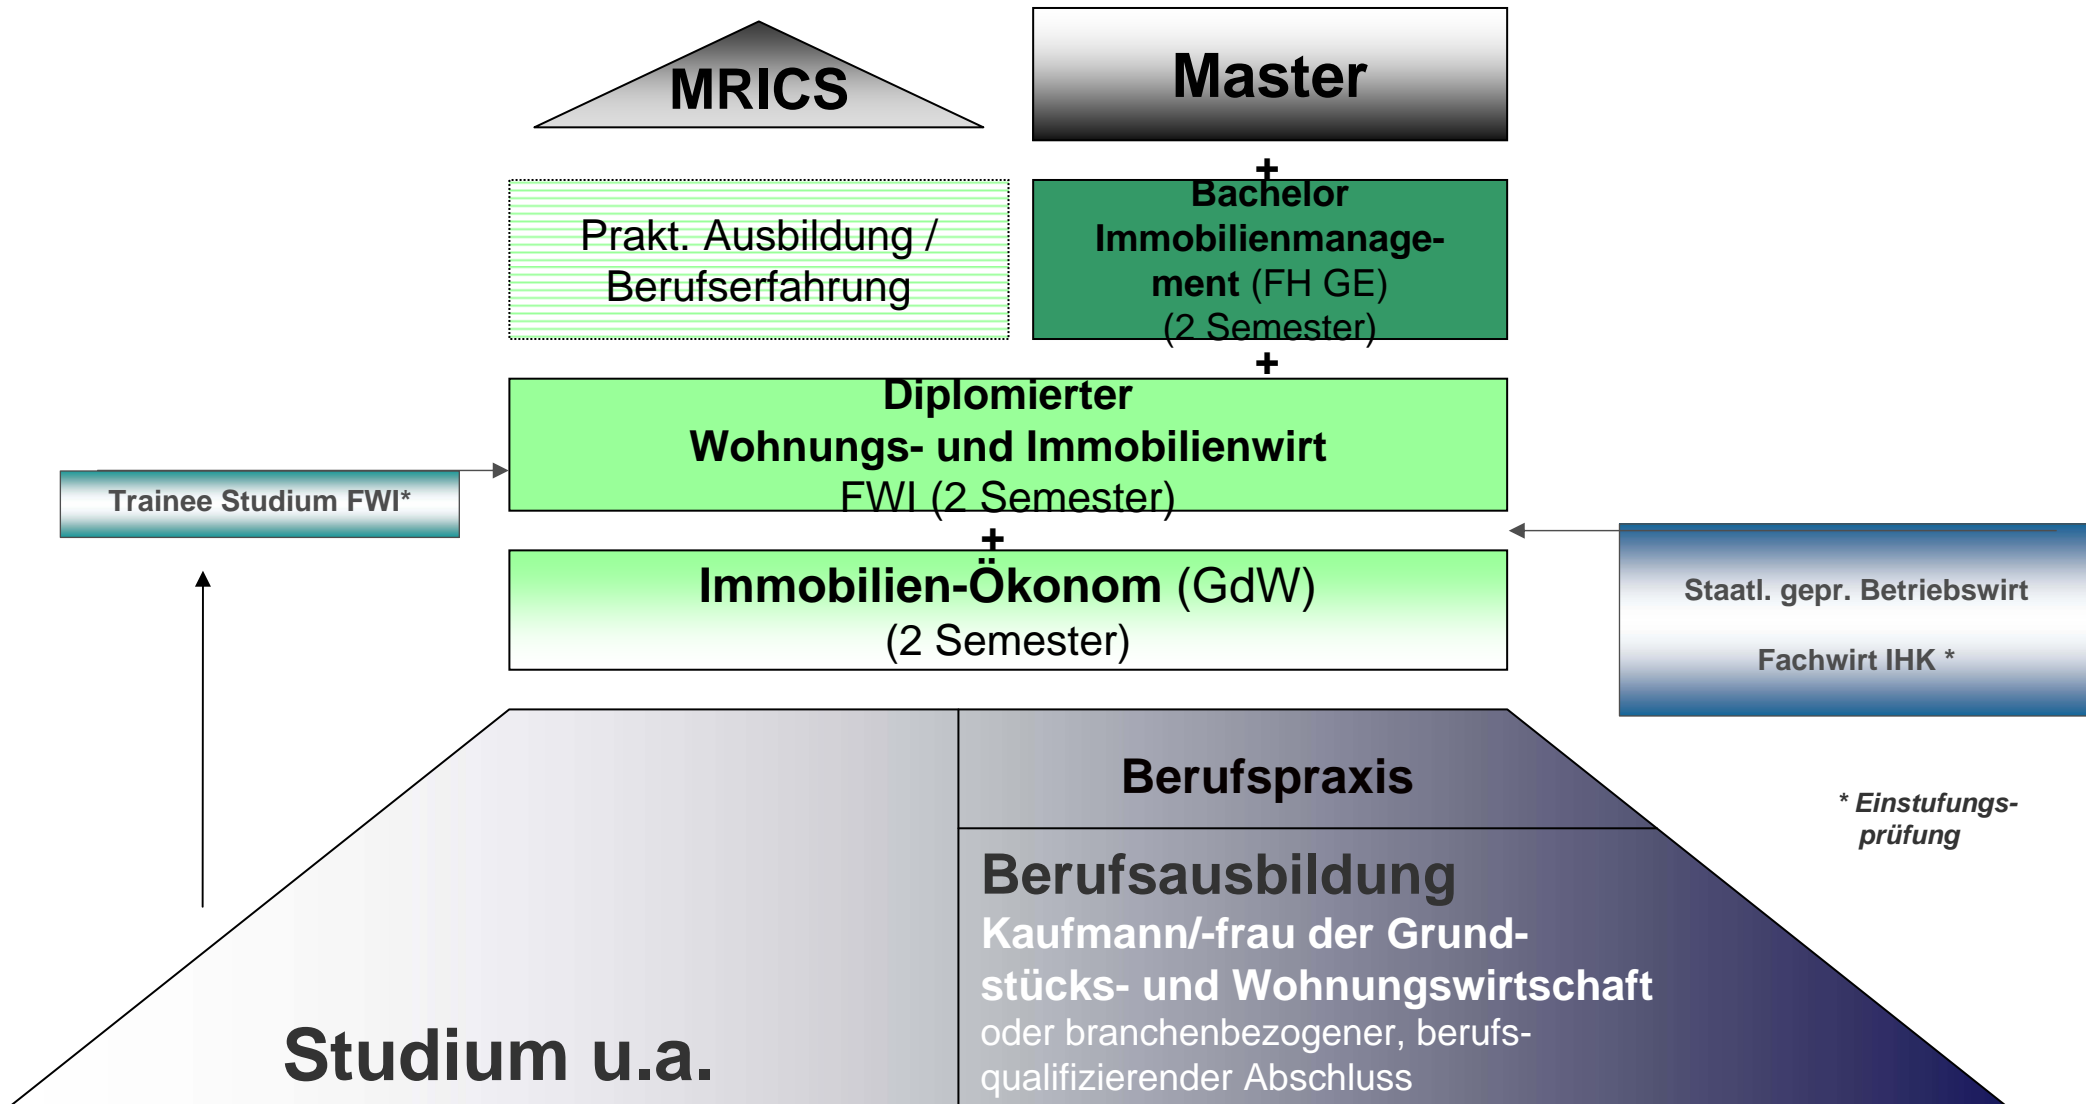 MRICS
Master
+
Prakt. Ausbildung /
Berufserfahrung
Bachelor
Immobilienmanage-
ment (FH GE)
(2 Semester)
+
Diplomierter
Wohnungs- und Immobilienwirt
FWI (2 Semester)
Trainee Studium FWI*
+
Immobilien-Ökonom (GdW)
(2 Semester)
Staatl. gepr. Betriebswirt
Fachwirt IHK *
Berufspraxis
* Einstufungs-
prüfung
Berufsausbildung
Kaufmann/-frau der Grund-
stücks- und Wohnungswirtschaft
oder branchenbezogener, berufs-
qualifizierender Abschluss
Studium u.a.